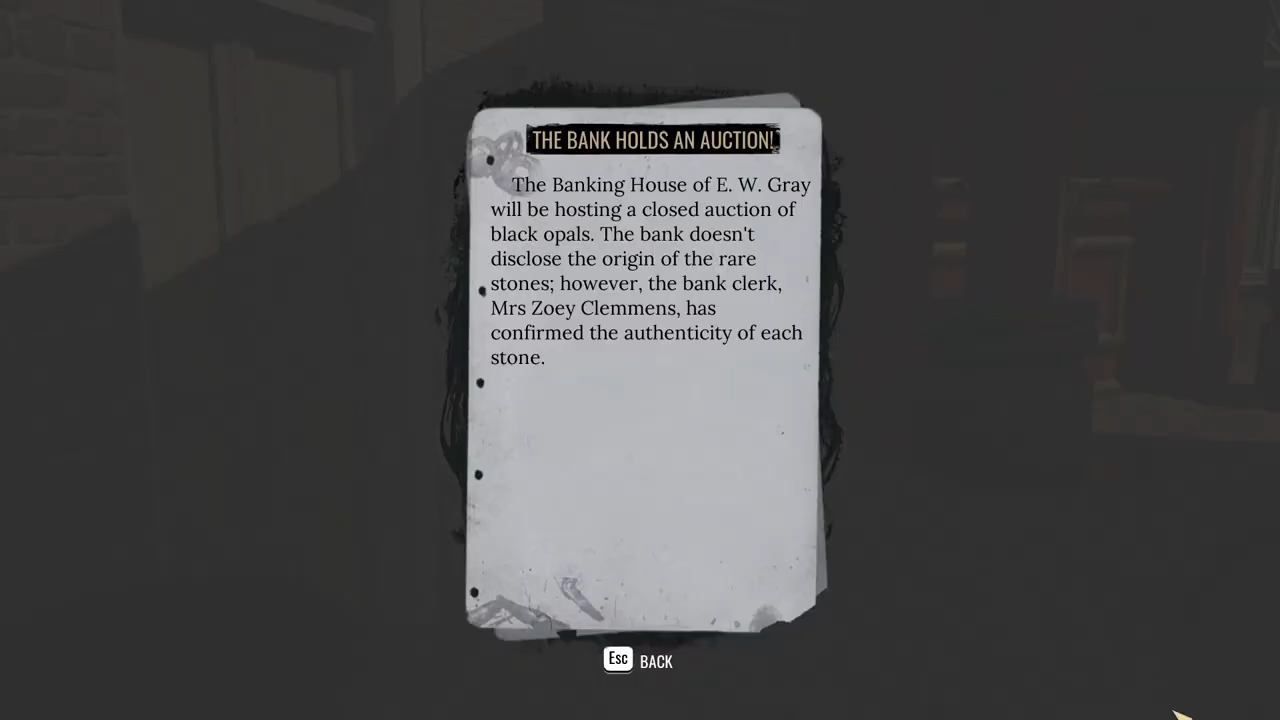 THE BANK HOLDS AN AUCTION!
The Banking House of E. W. Gray
will be hosting a closed auction of
black opals. The bank doesn't
disclose the origin of the rare
stones; however, the bank clerk,
Mrs Zoey Clemmens, has
confirmed the authenticity of each
stone.
Esc BACK